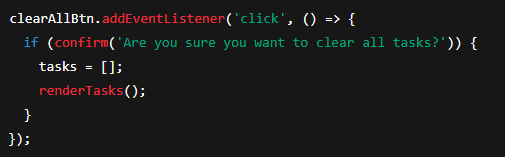 clearAllBtn.addEventListener('click', () => {
  if (confirm('Are you sure you want to clear all tasks?')) {
    tasks = [];
    renderTasks();
  }
});